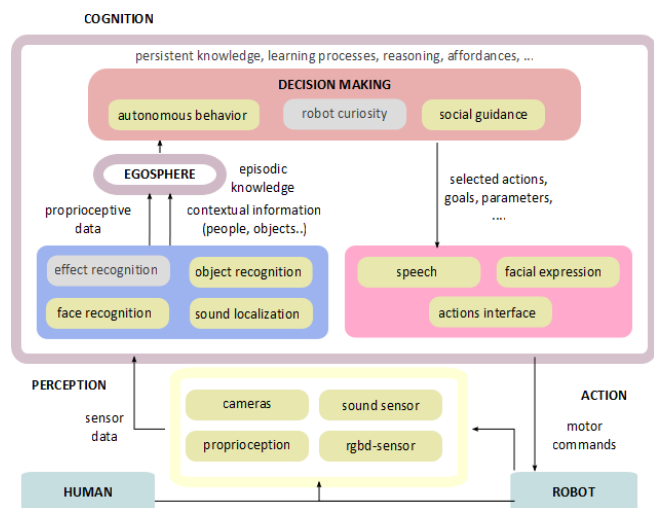 COGNITION
persistent knowledge, learning processes, reasoning, affordances, ...
DECISION MAKING
autonomous behavior
robot curiosity
social guidance
EGOSPHERE
episodic
knowledge
selected actions,
goals, parameters,
....
proprioceptive
data
contextual information
(people, objects..)
effect recognition
object recognition
face recognition
sound localization
speech
facial expression
actions interface
PERCEPTION
sensor
data
cameras
sound sensor
proprioception
rgbd-sensor
ACTION
motor
commands
HUMAN
ROBOT